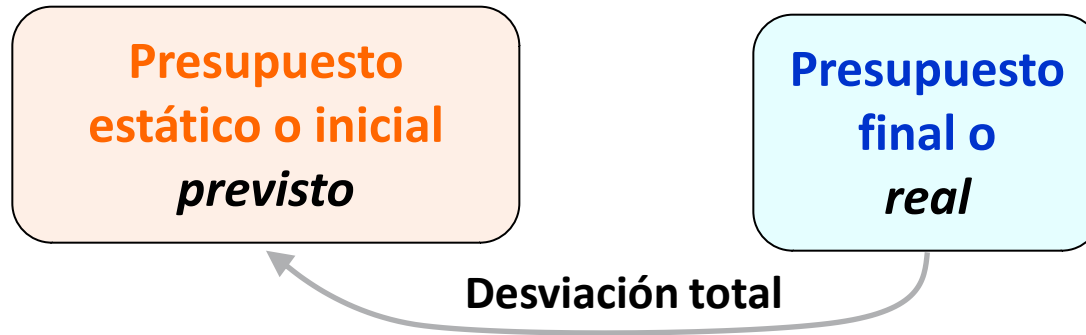 Presupuesto
estático o inicial
previsto
Presupuesto
final o
real
Desviación total